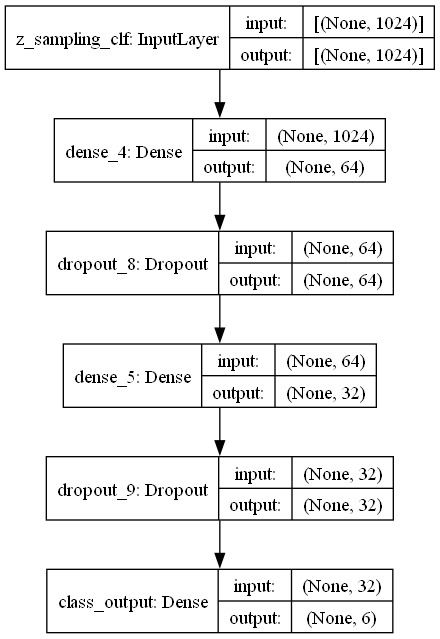 z_sampling_clf: InputLayer
input: [(None, 1024)]
output: [(None, 1024)]
dense_4: Dense
input: (None, 1024)
output: (None, 64)
dropout_8: Dropout
input: (None, 64)
output: (None, 64)
dense_5: Dense
input: (None, 64)
output: (None, 32)
dropout_9: Dropout
input: (None, 32)
output: (None, 32)
class_output: Dense
input: (None, 32)
output: (None, 6)